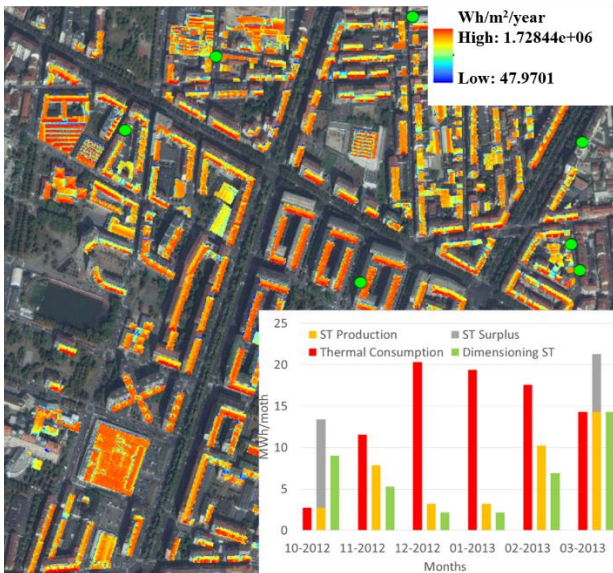 Wh/m²/year
High: 1.72844e+06
Low: 47.9701
25
20
15
10
5
0
MWh/moth
ST Production
ST Surplus
Thermal Consumption
Dimensioning ST
10-2012 11-2012 12-2012 01-2013 02-2013 03-2013
Months